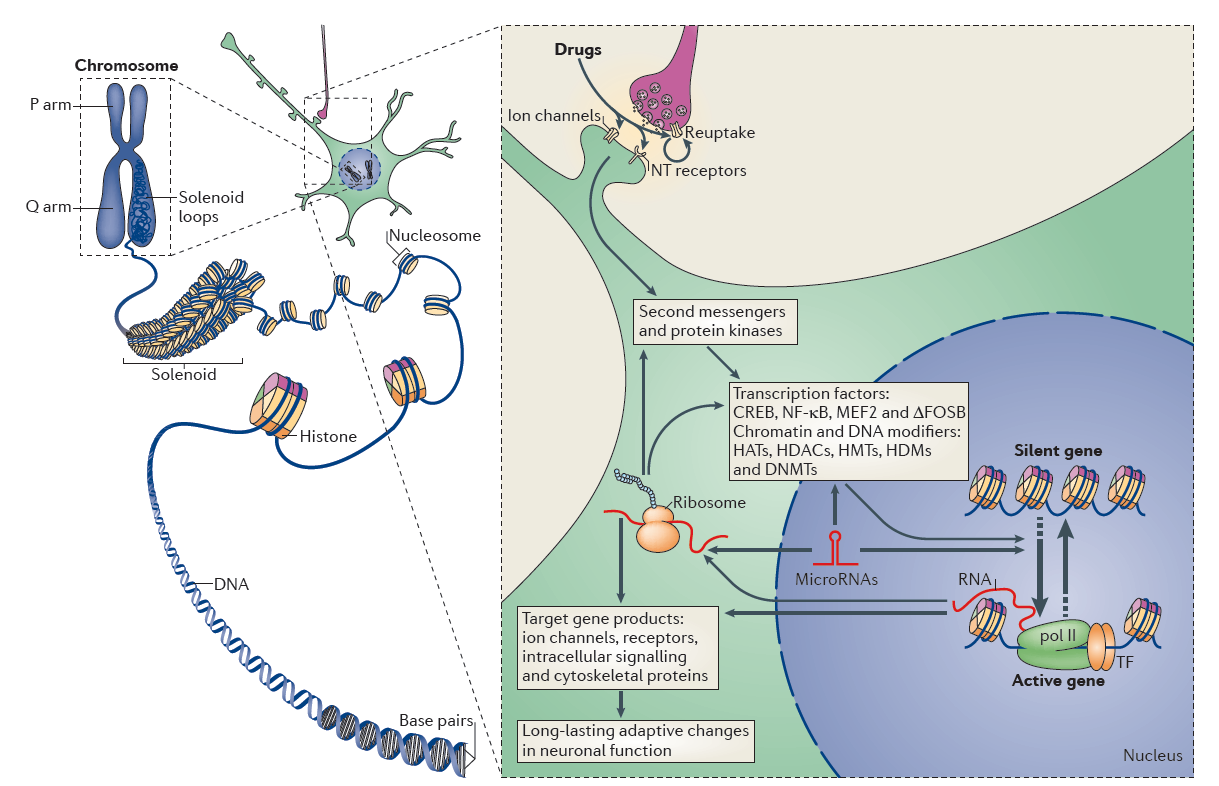 Chromosome
P arm
Q arm
Solenoid
loops
Nucleosome
Solenoid
Histone
DNA
Base pairs
Drugs
Ion channels
Reuptake
NT receptors
Second messengers
and protein kinases
Transcription factors:
CREB, NF-κB, MEF2 and ΔFOSB
Chromatin and DNA modifiers:
HATs, HDACs, HMTs, HDMs
and DNMTs
Silent gene
Ribosome
MicroRNAs
RNA
pol II
TF
Active gene
Target gene products:
ion channels, receptors,
intracellular signalling
and cytoskeletal proteins
Long-lasting adaptive changes
in neuronal function
Nucleus